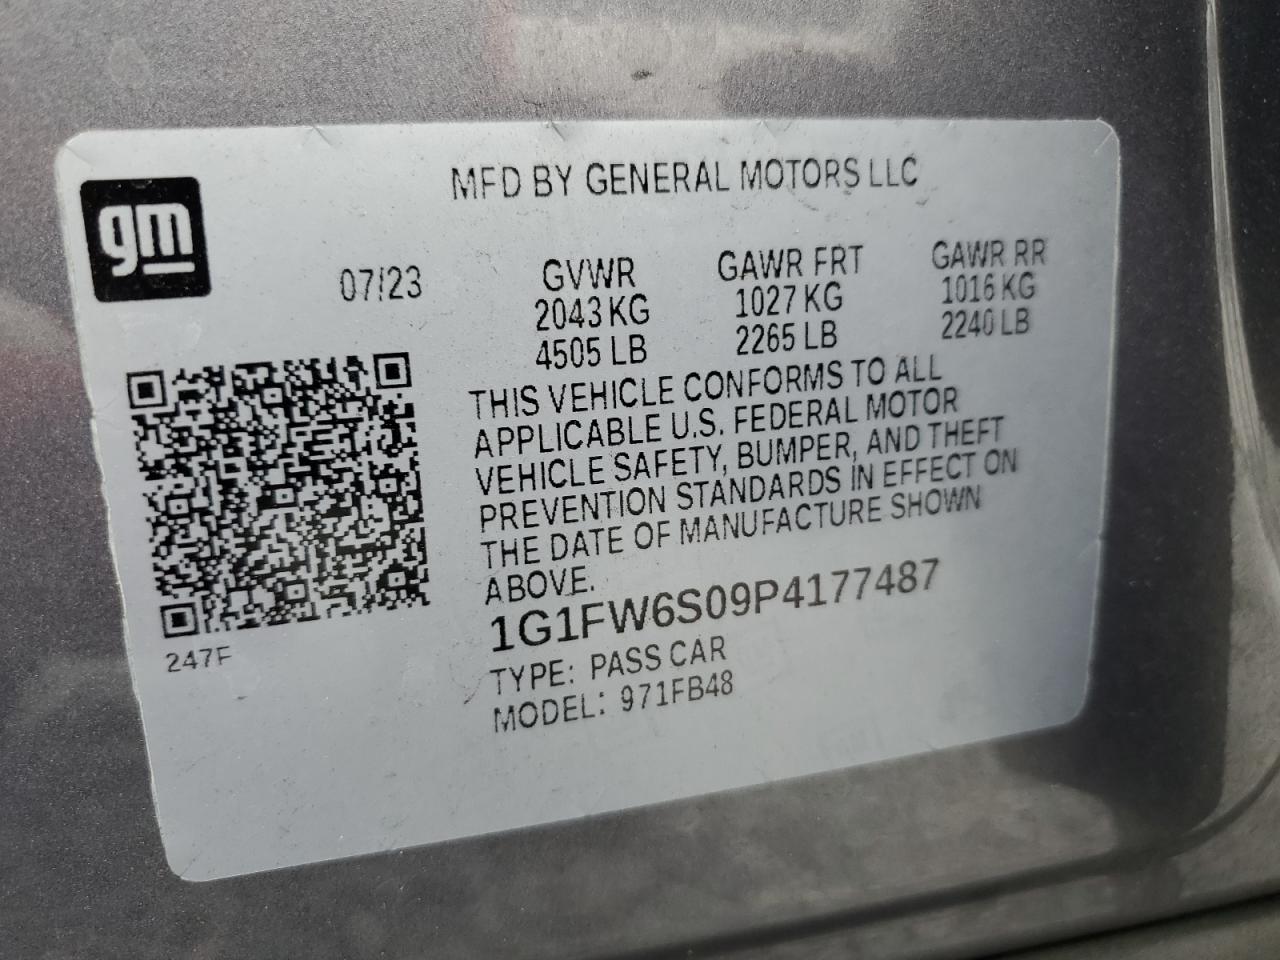 gm
MFD BY GENERAL MOTORS LLC
07/23
GVWR
2043 KG
4505 LB
GAWR FRT
1027 KG
2265 LB
GAWR RR
1016 KG
2240 LB
THIS VEHICLE CONFORMS TO ALL
APPLICABLE U.S. FEDERAL MOTOR
VEHICLE SAFETY, BUMPER, AND THEFT
PREVENTION STANDARDS IN EFFECT ON
THE DATE OF MANUFACTURE SHOWN
ABOVE.
1G1FW6S09P4177487
TYPE: PASS CAR
MODEL: 971FB48
247F